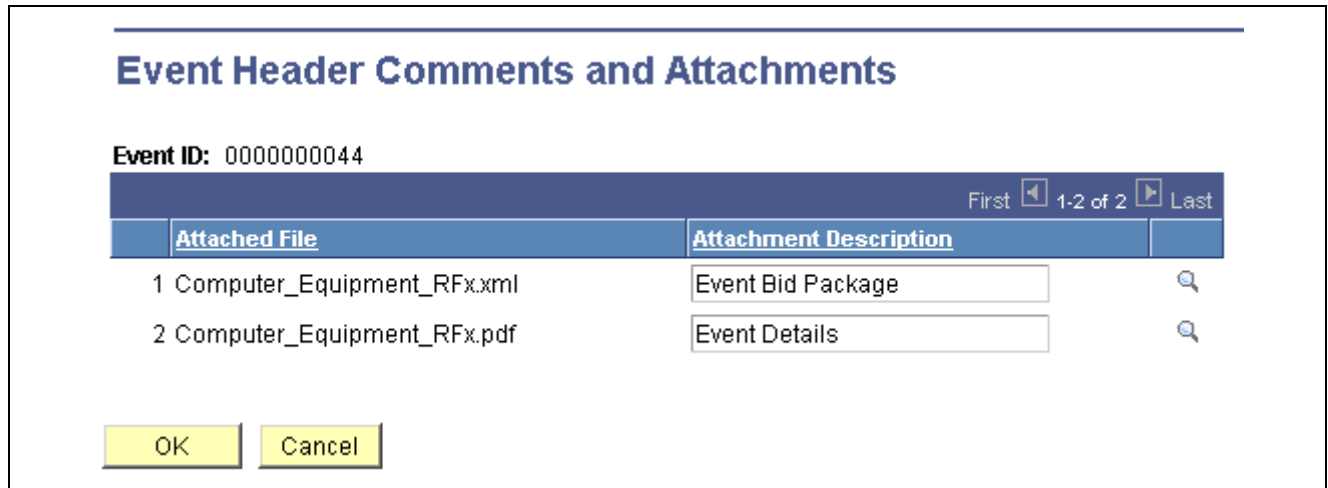 Event Header Comments and Attachments
Event ID: 0000000044
First 1-2 of 2 Last
Attached File Attachment Description
1 Computer_Equipment_RFx.xml Event Bid Package
2 Computer_Equipment_RFx.pdf Event Details
OK Cancel